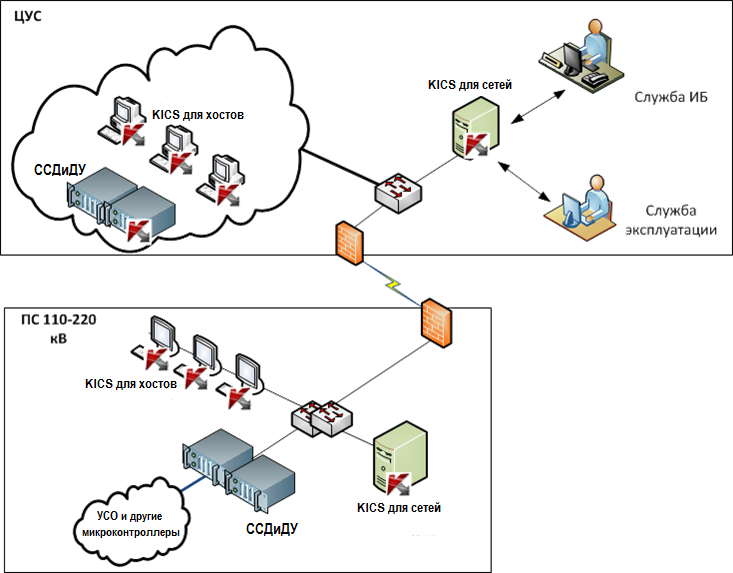 ЦУС
KICS для хостов
ССДиДУ
KICS для сетей
Служба ИБ
Служба
эксплуатации
ПС 110-220
кВ
KICS для хостов
УСО и другие
микроконтроллеры
ССДиДУ
KICS для сетей